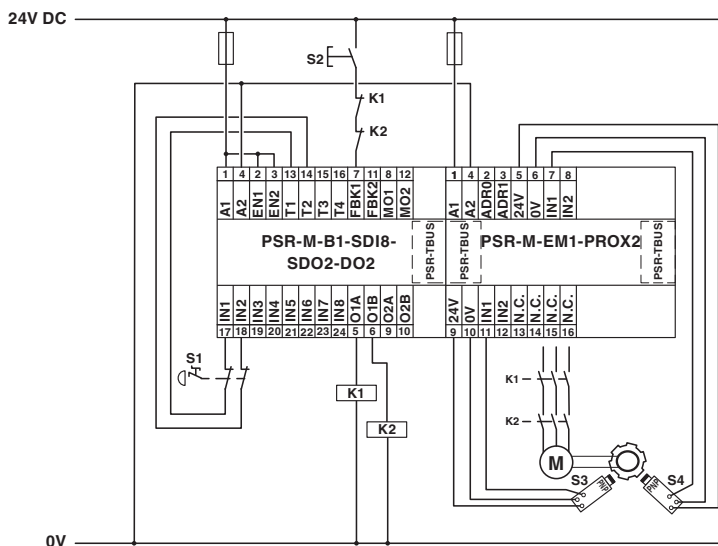 24V DC
S2
K1
K2
1 4 2 3 13 14 15 16 7 11 8 12
A1 A2 EN1 EN2 T1 T2 T3 T4 FBK1 FBK2 MO1 MO2
1 4 2 3 5 6 7 8
A1 A2 ADR0 ADR1 24V 0V IN1 IN2
PSR-M-B1-SDI8-
SDO2-DO2
PSR-TBUS
PSR-TBUS
PSR-M-EM1-PROX2
PSR-TBUS
IN1 IN2 IN3 IN4 IN5 IN6 IN7 IN8 O1A O1B O2A O2B
17 18 19 20 21 22 23 24 5 6 9 10
24V 0V IN1 IN2 N.C. N.C. N.C. N.C.
9 10 11 12 13 14 15 16
S1
K1
K2
K1
K2
M
S3
PNP
S4
PNP
0V